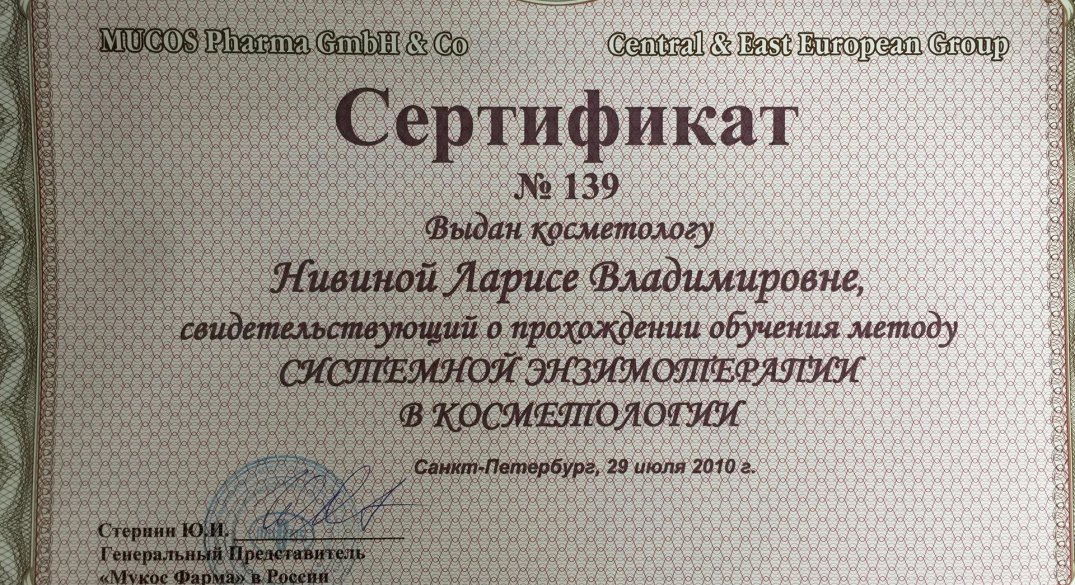 MUCOS Pharma GmbH & Co
Central & East European Group
Сертификат
№ 139
Выдан косметологу
Нивиной Ларисе Владимировне,
свидетельствующий о прохождении обучения методу
СИСТЕМНОЙ ЭНЗИМОТЕРАПИИ
В КОСМЕТОЛОГИИ
Санкт-Петербург, 29 июля 2010 г.
Стернин Ю.И.
Генеральный Представитель
«Мукос Фарма» в России